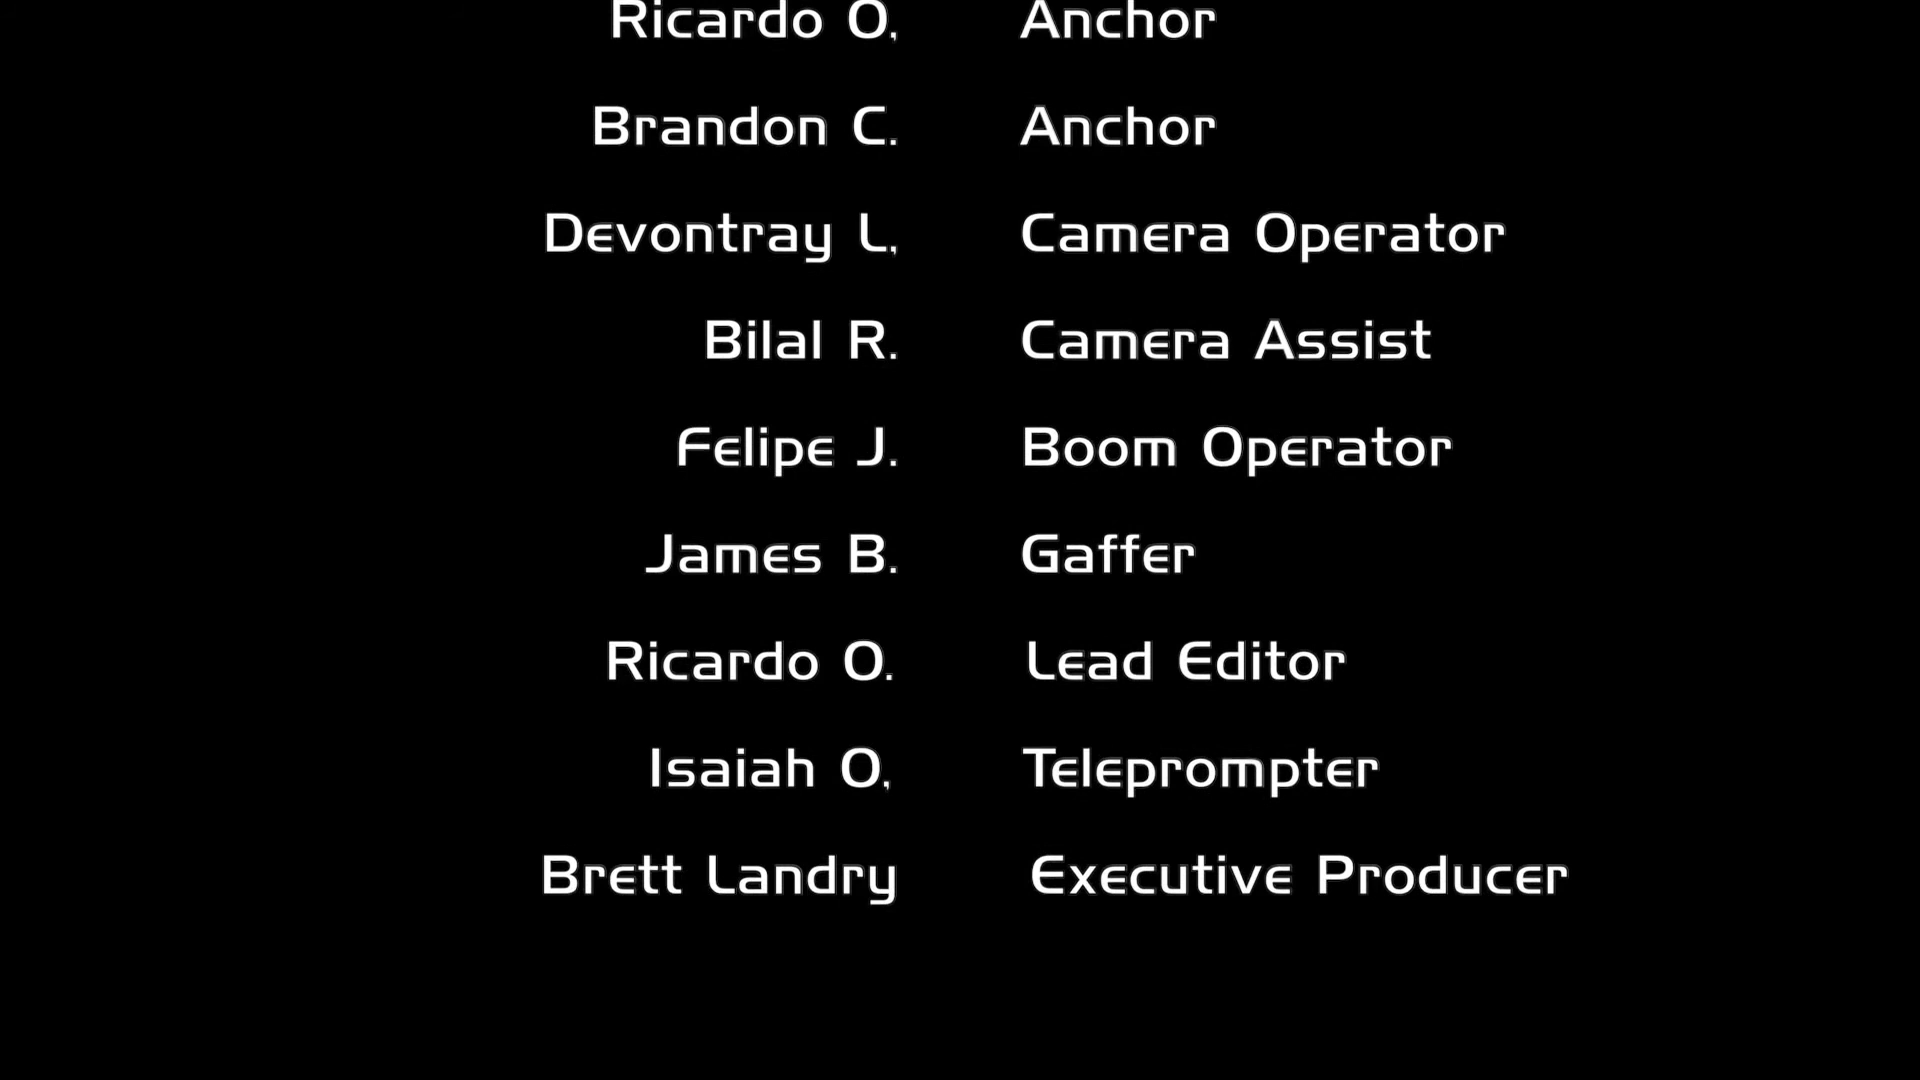 Ricardo O, Anchor
Brandon C. Anchor
Devontray L, Camera Operator
Bilal R. Camera Assist
Felipe J. Boom Operator
James B. Gaffer
Ricardo O. Lead Editor
Isaiah O, Teleprompter
Brett Landry Executive Producer